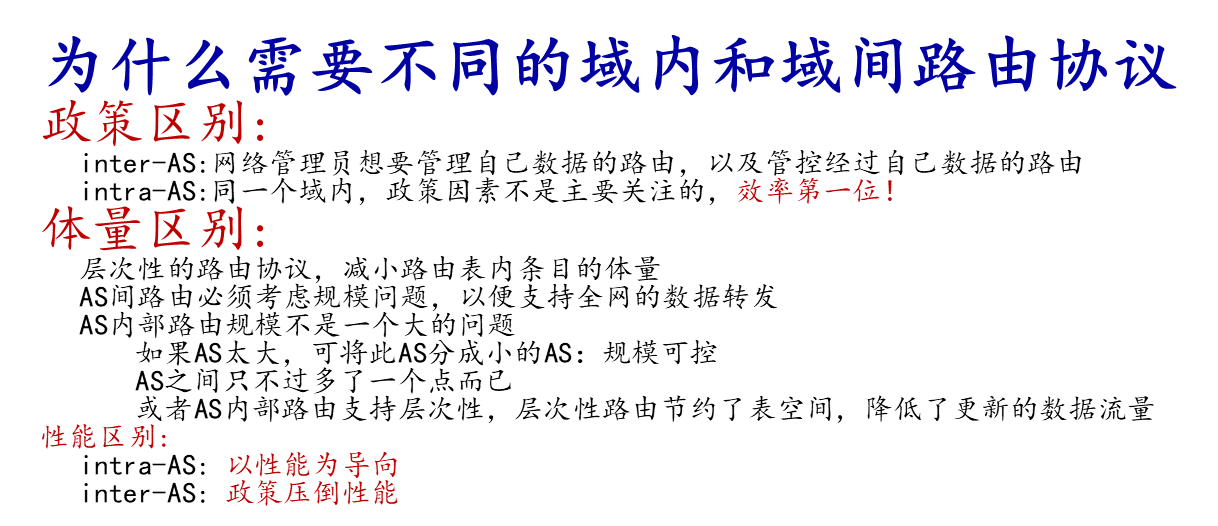 为什么需要不同的域内和域间路由协议
政策区别:
inter-AS:网络管理员想要管理自己数据的路由，以及管控经过自己数据的路由
intra-AS:同一个域内，政策因素不是主要关注的，效率第一位!
体量区别:
层次性的路由协议，减小路由表内条目的体量
AS间路由必须考虑规模问题，以便支持全网的数据转发
AS内部路由规模不是一个大的问题
如果AS太大，可将此AS分成小的AS: 规模可控
AS之间只不过多了一个点而已
或者AS内部路由支持层次性，层次性路由节约了表空间，降低了更新的数据流量
性能区别:
intra-AS: 以性能为导向
inter-AS: 政策压倒性能